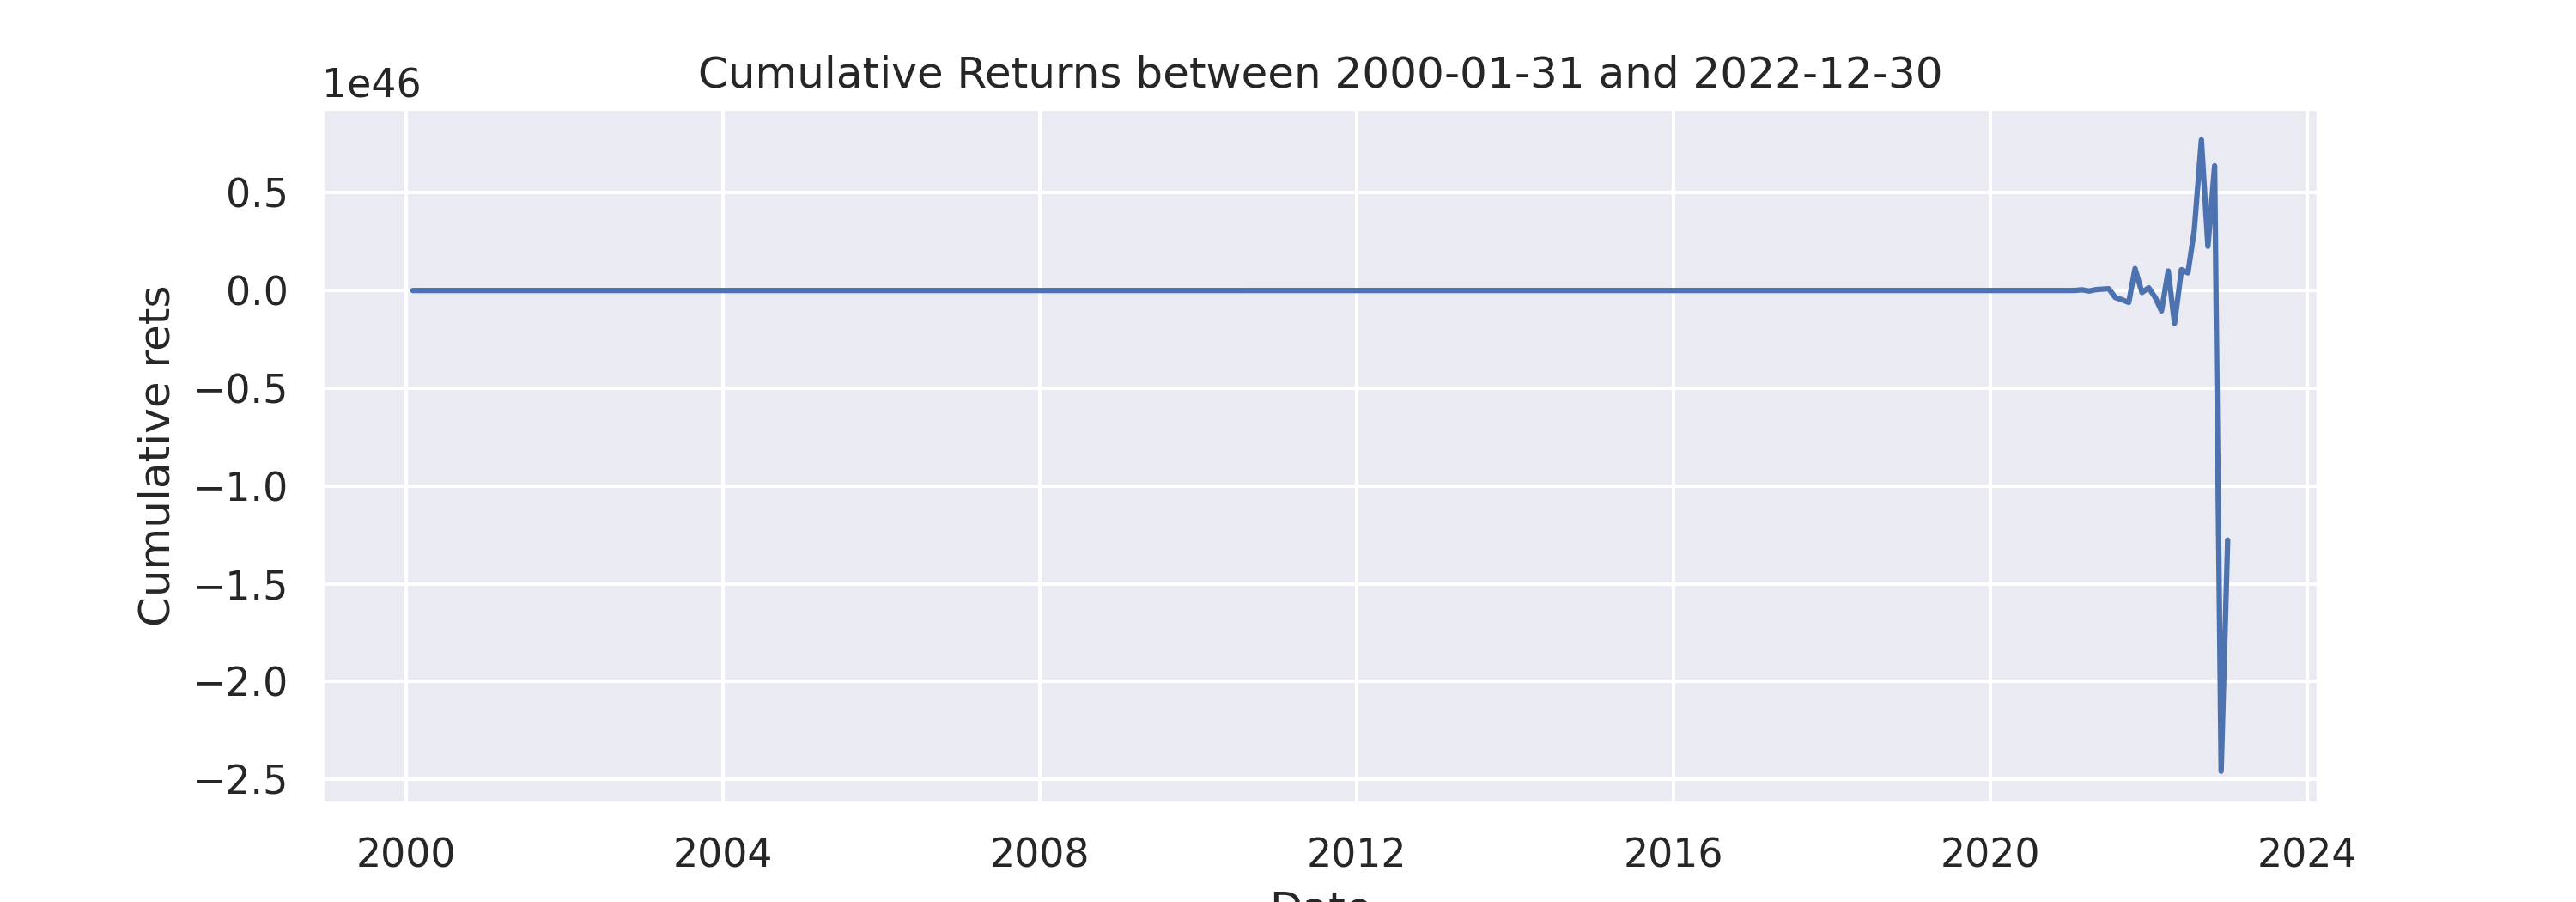 Cumulative Returns between 2000-01-31 and 2022-12-30
1e46
0.5
0.0
−0.5
−1.0
−1.5
−2.0
−2.5
Cumulative rets
2000 2004 2008 2012 2016 2020 2024
Date